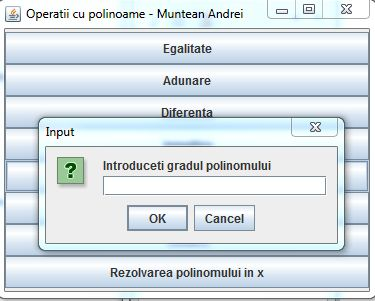 Operatii cu polinoame - Muntean Andrei
Egalitate
Adunare
Diferenta
Input
Introduceti gradul polinomului
OK
Cancel
Rezolvarea polinomului in x